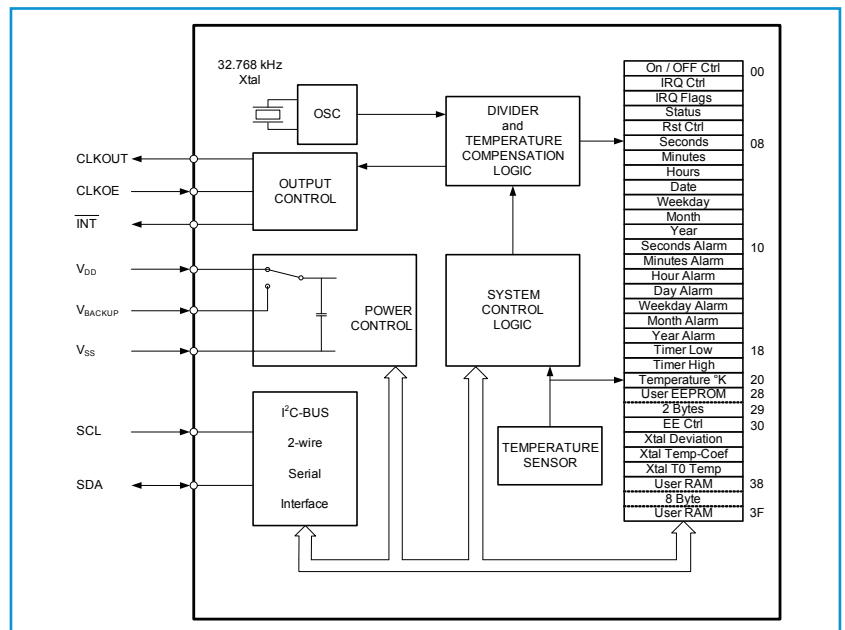 32.768 kHz
Xtal
OSC
DIVIDER
and
TEMPERATURE
COMPENSATION
LOGIC
CLKOUT
CLKOE
INT
OUTPUT
CONTROL
VDD
VBACKUP
VSS
POWER
CONTROL
SYSTEM
CONTROL
LOGIC
SCL
SDA
I²C-BUS
2-wire
Serial
Interface
TEMPERATURE
SENSOR
On / OFF Ctrl 00
IRQ Ctrl
IRQ Flags
Status
Rst Ctrl
Seconds 08
Minutes
Hours
Date
Weekday
Month
Year
Seconds Alarm 10
Minutes Alarm
Hour Alarm
Day Alarm
Weekday Alarm
Month Alarm
Year Alarm
Timer Low 18
Timer High
Temperature °K 20
User EEPROM 28
2 Bytes 29
EE Ctrl 30
Xtal Deviation
Xtal Temp-Coef
Xtal T0 Temp
User RAM 38
8 Byte
User RAM 3F